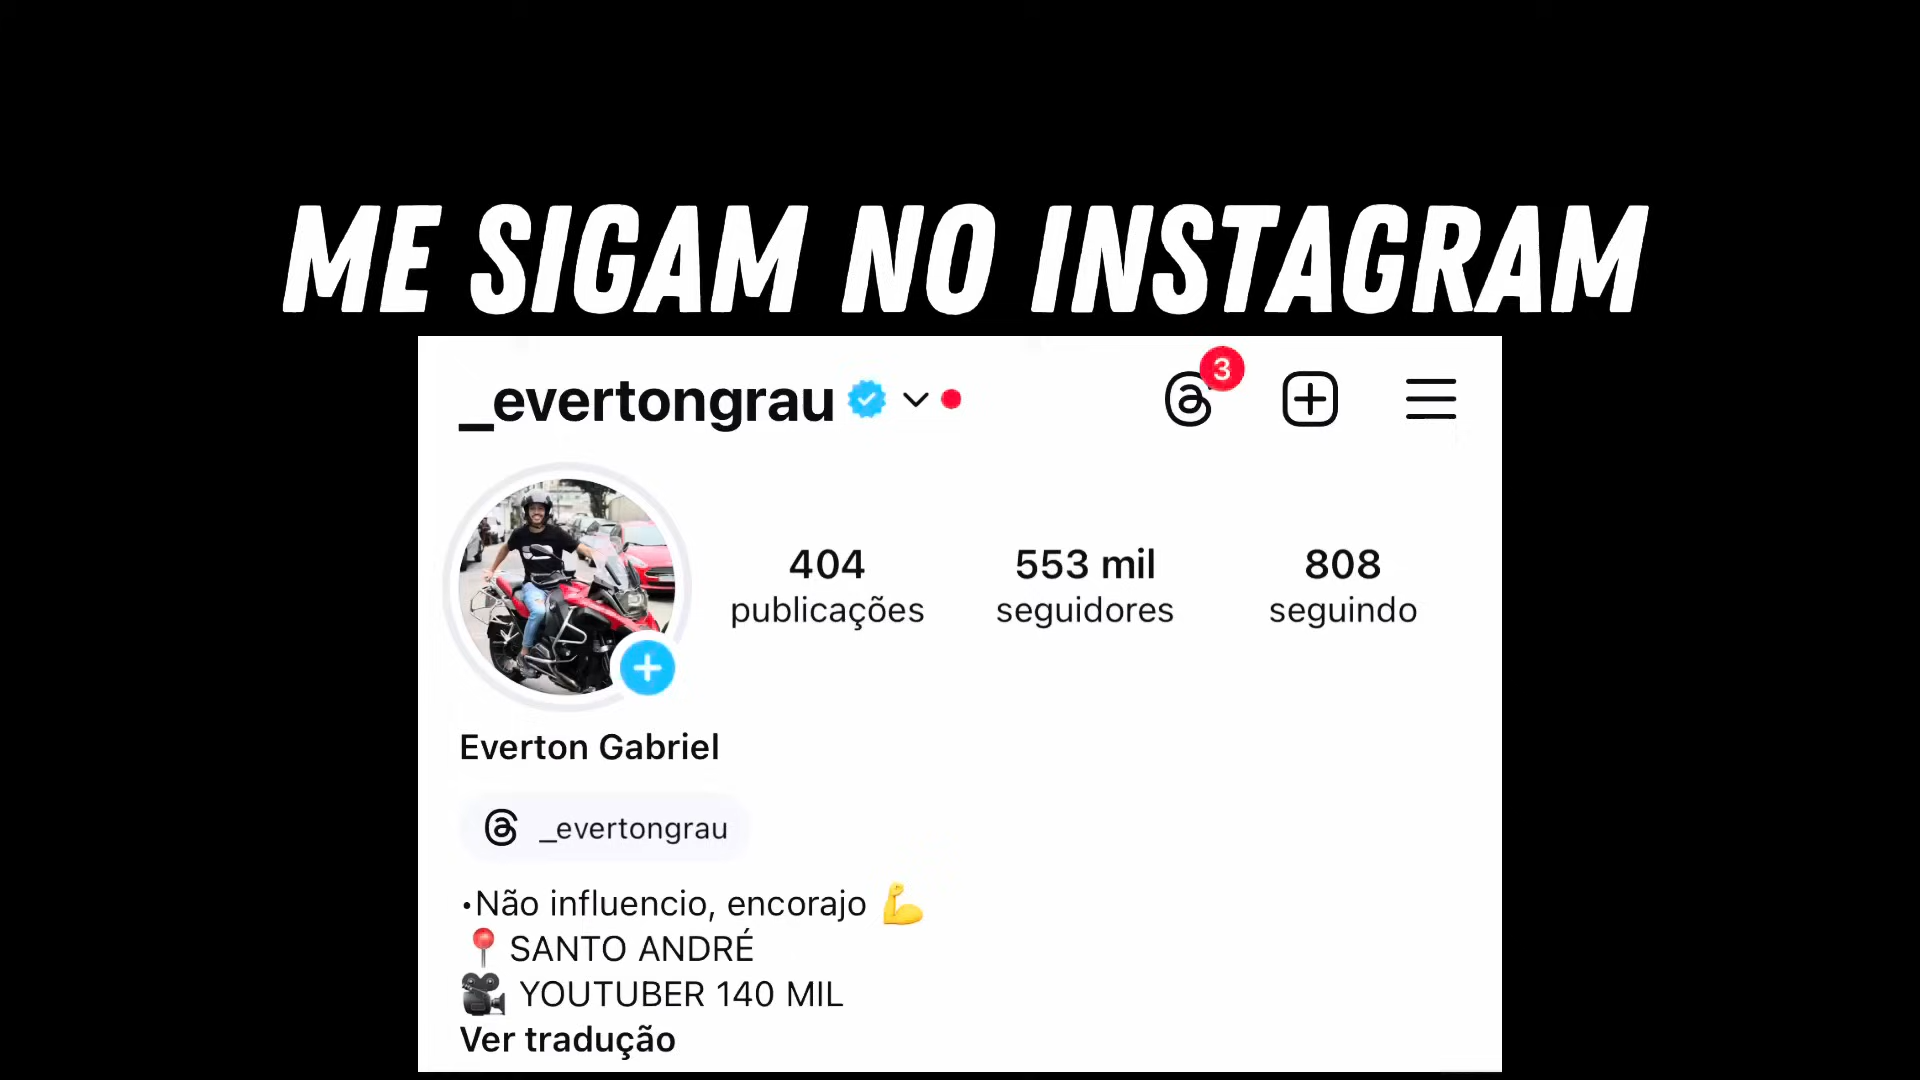 ME SIGAM NO INSTAGRAM
_evertongrau
3
404 553 mil 808
publicações seguidores seguindo
Everton Gabriel
_evertongrau
•Não influencio, encorajo 💪
📍SANTO ANDRÉ
🎥 YOUTUBER 140 MIL
Ver tradução